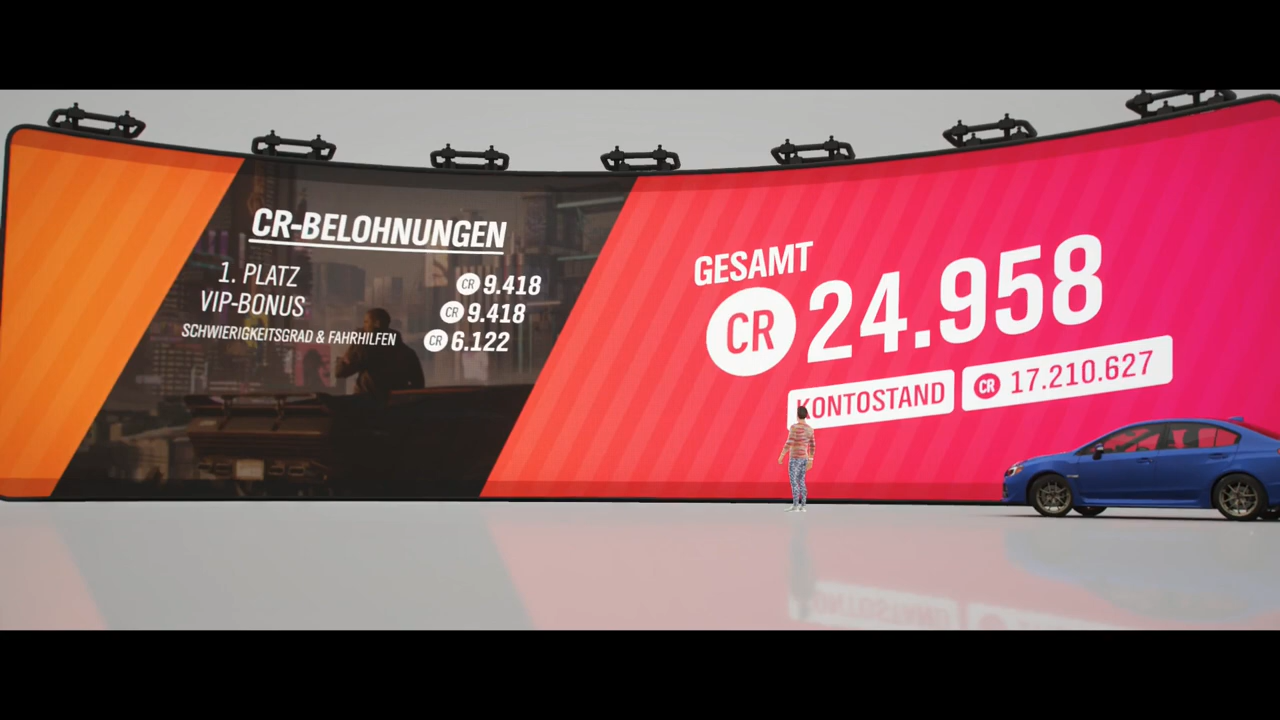 CR-BELOHNUNGEN
1. PLATZ CR 9.418
VIP-BONUS CR 9.418
SCHWIERIGKEITSGRAD & FAHRHILFEN CR 6.122
GESAMT
CR 24.958
KONTOSTAND CR 17.210.627